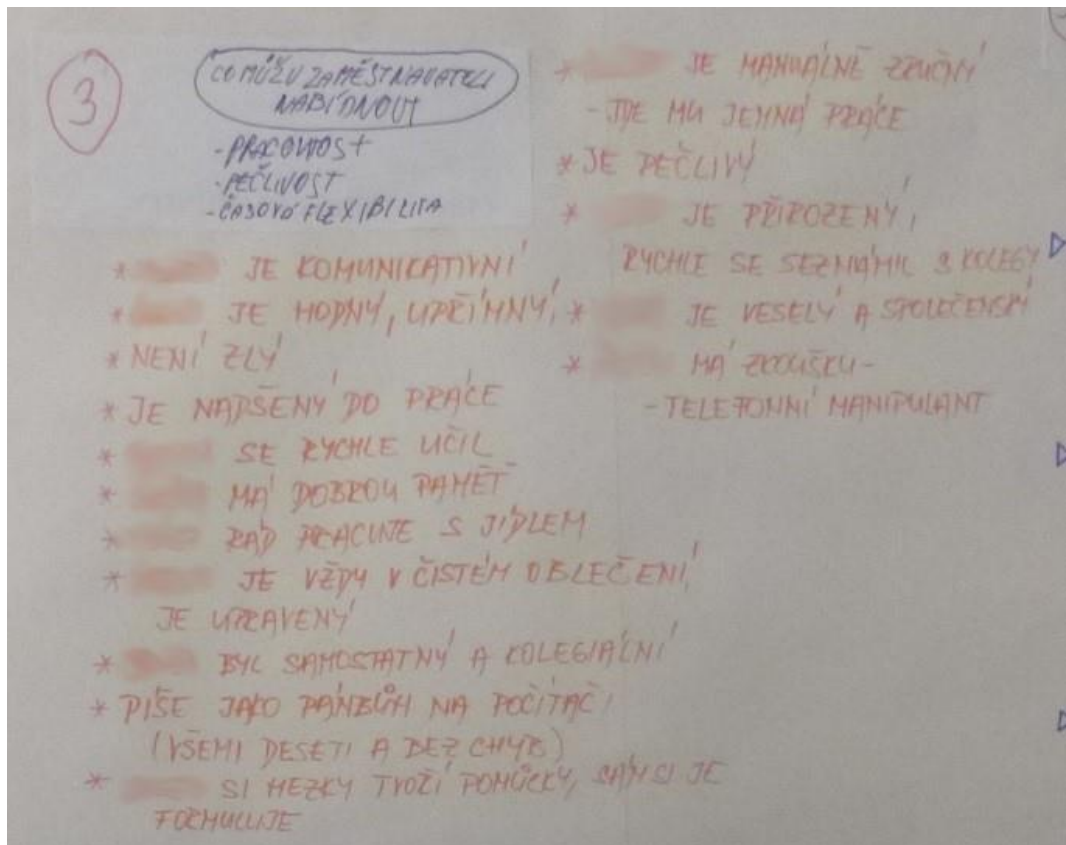 3
CO MŮŽU ZAMĚSTNAVATELI
NABÍDNOUT
- PRACOVITOST
- PEČLIVOST
- ČASOVÁ FLEXIBILITA
* JE KOMUNIKATIVNÍ
* JE HODNÝ, UPŘÍMNÝ,
* NENÍ ZLÝ
* JE NADŠENÝ DO PRÁCE
* SE RYCHLE UČIL
* MÁ DOBROU PAMĚŤ
* RÁD PRACUJE S JÍDLEM
* JE VŽDY V ČISTÉM OBLEČENÍ,
JE UPRAVENÝ
* BYL SAMOSTATNÝ A KOLEGIÁLNÍ
* PÍŠE JAKO PÁNBŮH NA POČÍTAČI
(VŠEMI DESETI A BEZ CHYB)
* SI HEZKY TVOŘÍ POMŮCKY, SÁM SI JE
FORMULUJE
* JE MANUÁLNĚ ZRUČNÝ
- JDE MU JEMNÁ PRÁCE
* JE PEČLIVÝ
* JE PŘIROZENÝ,
RYCHLE SE SEZNÁMIL S KOLEGY
* JE VESELÝ A SPOLEČENSKÝ
* MÁ ZKOUŠKU -
- TELEFONNÍ MANIPULANT